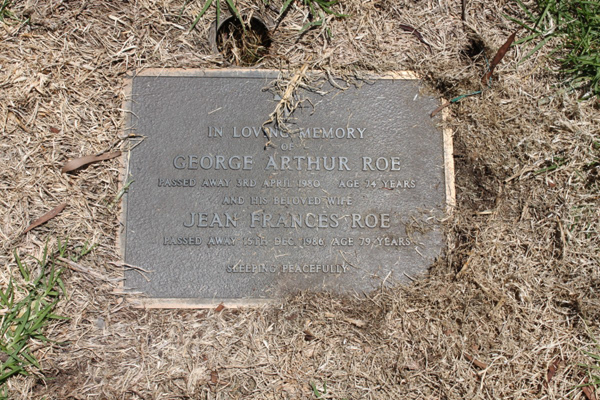 IN LOVING MEMORY
OF
GEORGE ARTHUR ROE
PASSED AWAY 3RD APRIL 1980 AGE 74 YEARS
AND HIS BELOVED WIFE
JEAN FRANCES ROE
PASSED AWAY 15TH DEC. 1986 AGE 79 YEARS
SLEEPING PEACEFULLY